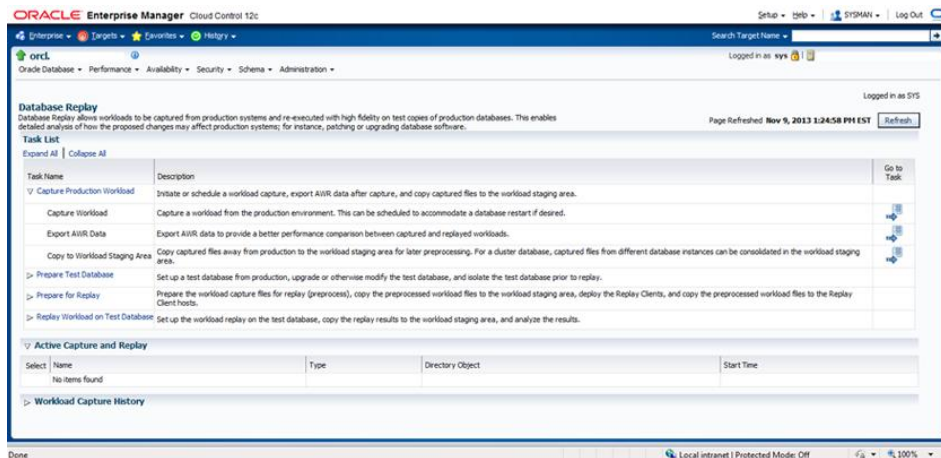 ORACLE Enterprise Manager Cloud Control 12c
Setup Help SYSMAN Log Out
Enterprise Targets Favorites History Search Target Name
orcl.
Logged in as sys
Oracle Database Performance Availability Security Schema Administration
Logged in as SYS
Database Replay
Database Replay allows workloads to be captured from production systems and re-executed with high fidelity on test copies of production databases. This enables
detailed analysis of how the proposed changes may affect production systems; for instance, patching or upgrading database software.
Page Refreshed Nov 9, 2013 1:24:58 PM EST Refresh
Task List
Expand All | Collapse All
Task Name Description Go to
Task
Capture Production Workload Initiate or schedule a workload capture, export AWR data after capture, and copy captured files to the workload staging area.
Capture Workload Capture a workload from the production environment. This can be scheduled to accommodate a database restart if desired.
Export AWR Data Export AWR data to provide a better performance comparison between captured and replayed workloads.
Copy to Workload Staging Area Copy captured files away from production to the workload staging area for later preprocessing. For a cluster database, captured files from different database instances can be consolidated in the workload staging
area.
Prepare Test Database Set up a test database from production, upgrade or otherwise modify the test database, and isolate the test database prior to replay.
Prepare for Replay Prepare the workload capture files for replay (preprocess), copy the preprocessed workload files to the workload staging area, deploy the Replay Clients, and copy the preprocessed workload files to the Replay
Client hosts.
Replay Workload on Test Database Set up the workload replay on the test database, copy the replay results to the workload staging area, and analyze the results.
Active Capture and Replay
Select Name Type Directory Object Start Time
No items found
Workload Capture History
Done Local intranet | Protected Mode: Off 100%